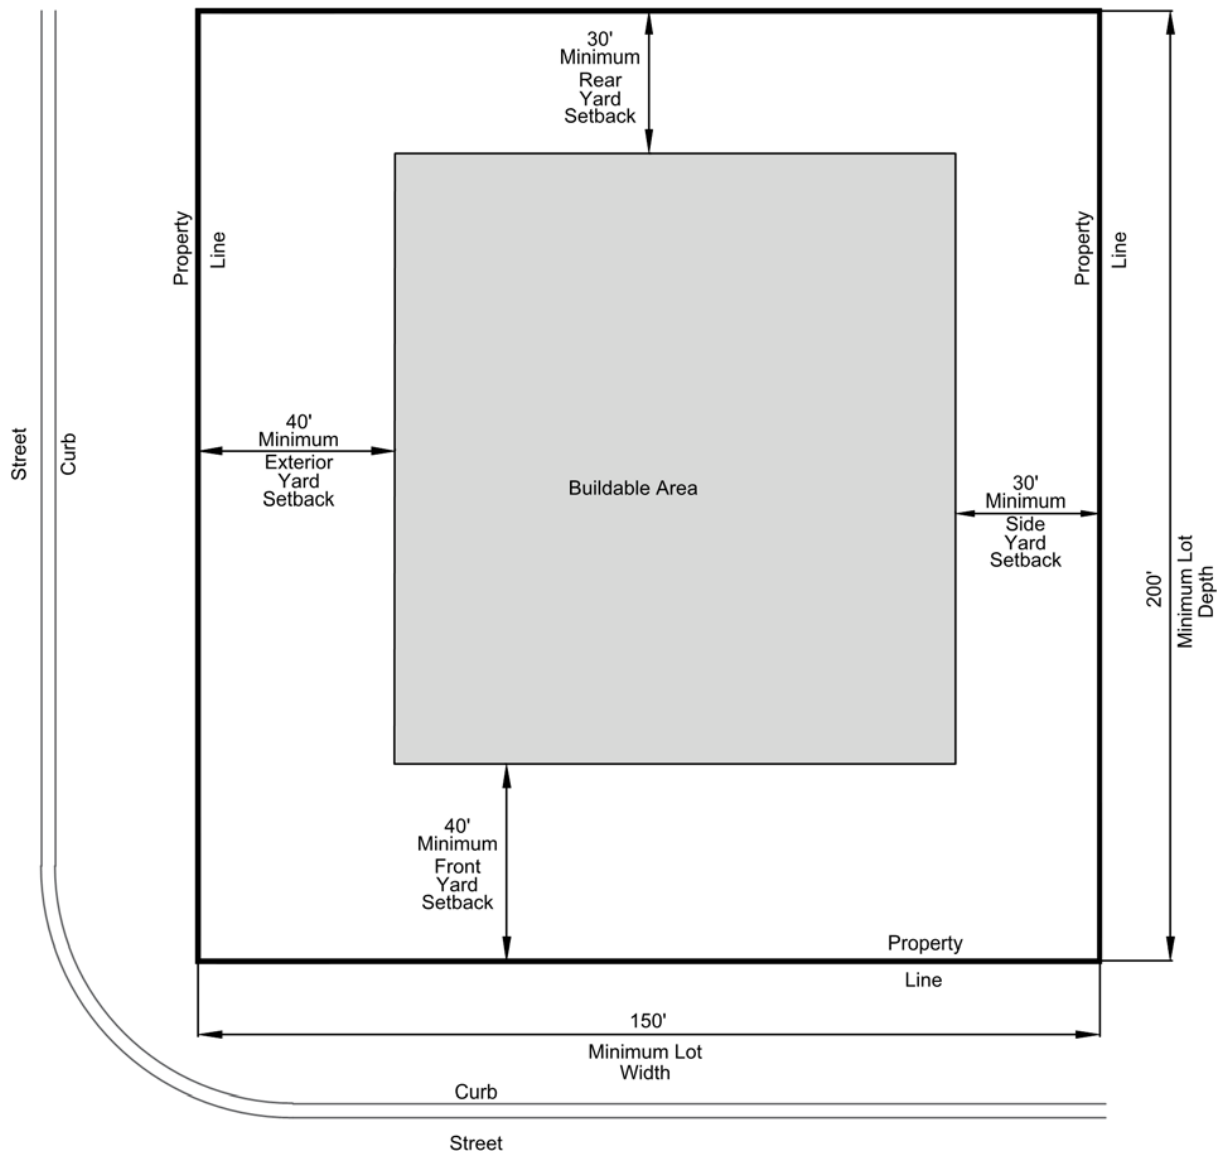 30'
Minimum
Rear
Yard
Setback
Property
Line
Property
Line
Street
Curb
40'
Minimum
Exterior
Yard
Setback
Buildable Area
30'
Minimum
Side
Yard
Setback
200'
Minimum Lot
Depth
40'
Minimum
Front
Yard
Setback
Property
Line
150'
Minimum Lot
Width
Curb
Street